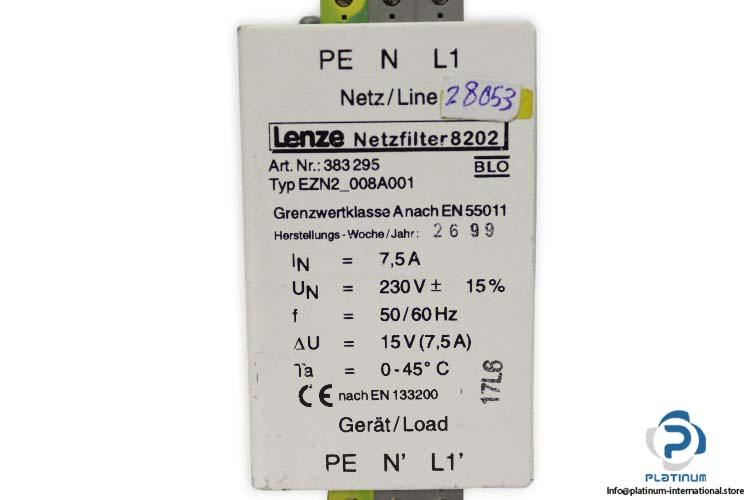 PE N L1
Netz/Line 28053
Lenze Netzfilter 8202
Art. Nr.: 383 295
BLO
Typ EZN2_008A001
Grenzwertklasse A nach EN 55011
Herstellungs-Woche/Jahr: 2699
IN = 7,5 A
UN = 230 V ± 15%
f = 50/60 Hz
ΔU = 15 V (7,5 A)
Ta = 0-45° C
CE nach EN 133200
17L6
Gerät/Load
PE N' L1'
PLATINUM
INTERNATIONAL
Info@platinum-international.store